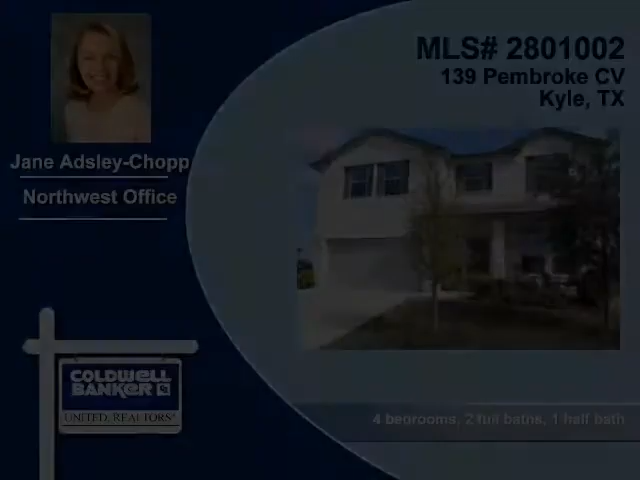 MLS# 2801002
139 Pembroke CV
Kyle, TX
Jane Adsley-Chopp
Northwest Office
COLDWELL
BANKER
UNITED, REALTORS
4 bedrooms, 2 full baths, 1 half bath